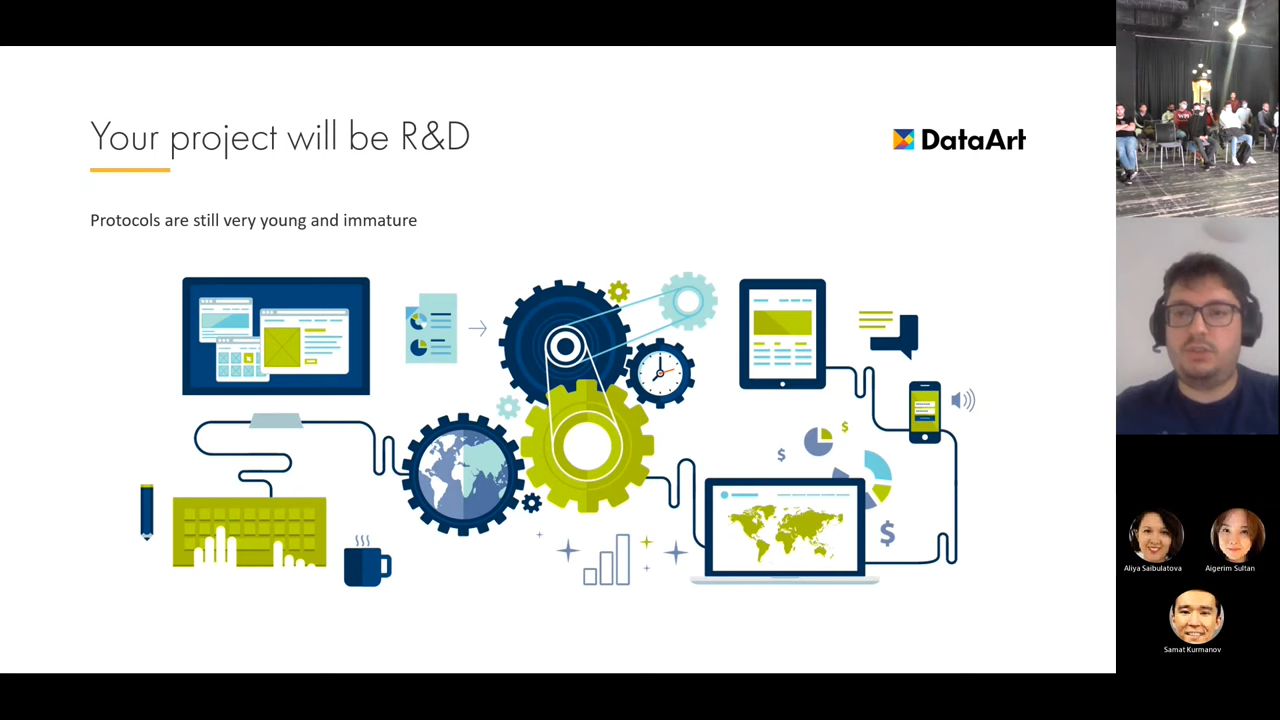 Your project will be R&D
DataArt
Protocols are still very young and immature
$
$
$
Aliya Saibulatova
Aigerim Sultan
Samat Kurmanov